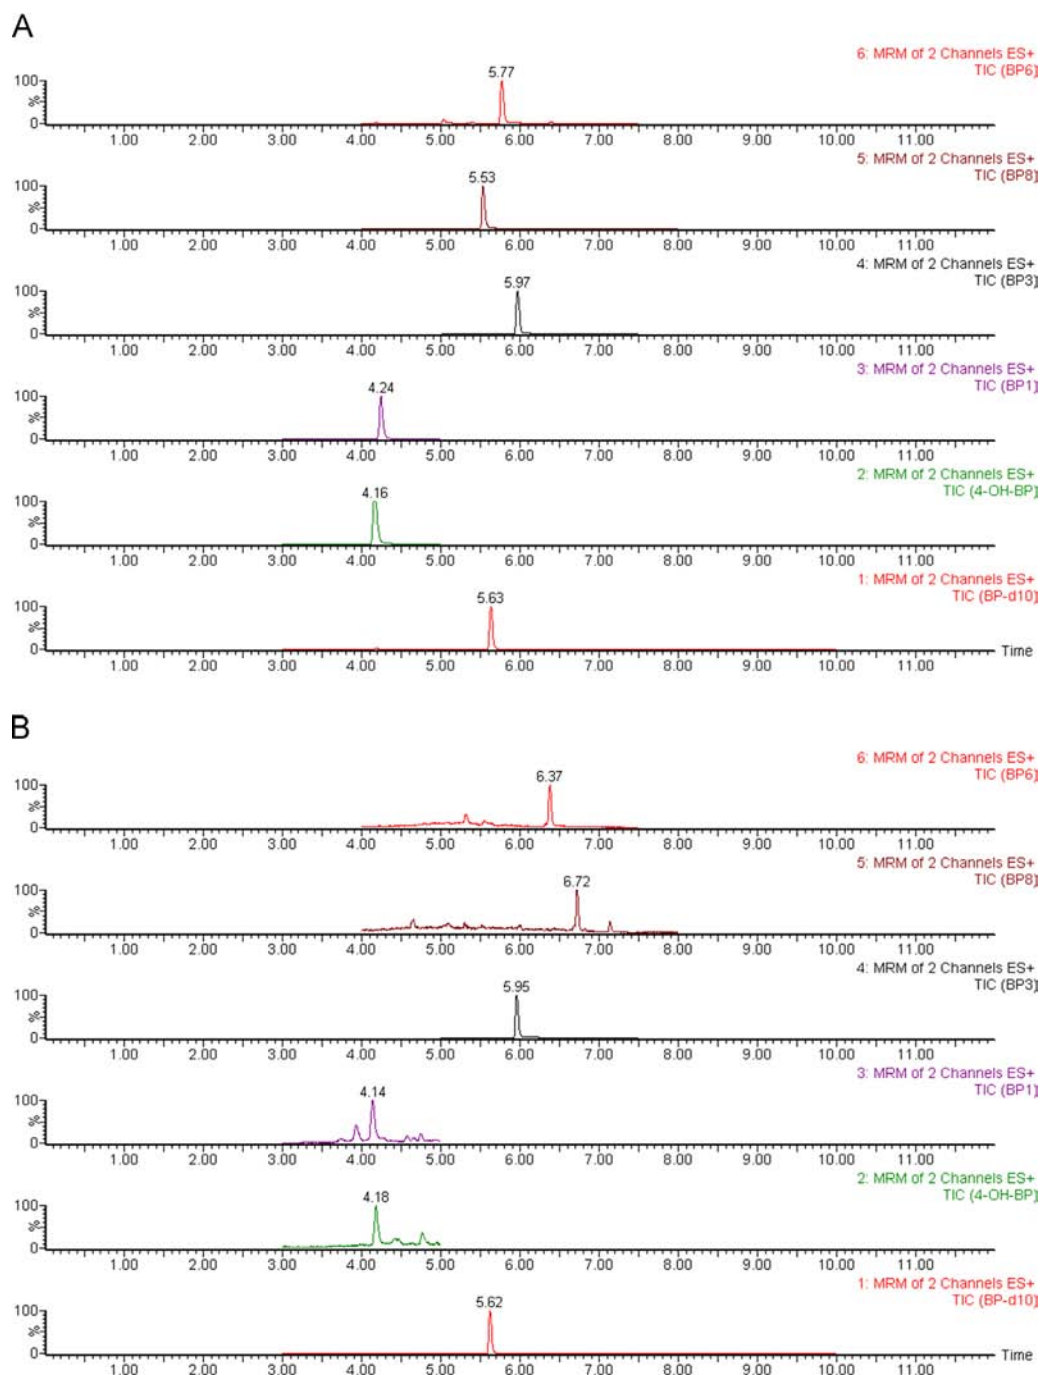 A
6: MRM of 2 Channels ES+
TIC (BP6)
5.77
100
%
0
1.00 2.00 3.00 4.00 5.00 6.00 7.00 8.00 9.00 10.00 11.00
5: MRM of 2 Channels ES+
TIC (BP8)
5.53
100
%
0
1.00 2.00 3.00 4.00 5.00 6.00 7.00 8.00 9.00 10.00 11.00
4: MRM of 2 Channels ES+
TIC (BP3)
5.97
100
%
0
1.00 2.00 3.00 4.00 5.00 6.00 7.00 8.00 9.00 10.00 11.00
3: MRM of 2 Channels ES+
TIC (BP1)
4.24
100
%
0
1.00 2.00 3.00 4.00 5.00 6.00 7.00 8.00 9.00 10.00 11.00
2: MRM of 2 Channels ES+
TIC (4-OH-BP)
4.16
100
%
0
1.00 2.00 3.00 4.00 5.00 6.00 7.00 8.00 9.00 10.00 11.00
1: MRM of 2 Channels ES+
TIC (BP-d10)
5.63
100
%
0
Time
1.00 2.00 3.00 4.00 5.00 6.00 7.00 8.00 9.00 10.00 11.00
B
6: MRM of 2 Channels ES+
TIC (BP6)
6.37
100
%
0
1.00 2.00 3.00 4.00 5.00 6.00 7.00 8.00 9.00 10.00 11.00
5: MRM of 2 Channels ES+
TIC (BP8)
6.72
100
%
0
1.00 2.00 3.00 4.00 5.00 6.00 7.00 8.00 9.00 10.00 11.00
4: MRM of 2 Channels ES+
TIC (BP3)
5.95
100
%
0
1.00 2.00 3.00 4.00 5.00 6.00 7.00 8.00 9.00 10.00 11.00
3: MRM of 2 Channels ES+
TIC (BP1)
4.14
100
%
0
1.00 2.00 3.00 4.00 5.00 6.00 7.00 8.00 9.00 10.00 11.00
2: MRM of 2 Channels ES+
TIC (4-OH-BP)
4.18
100
%
0
1.00 2.00 3.00 4.00 5.00 6.00 7.00 8.00 9.00 10.00 11.00
1: MRM of 2 Channels ES+
TIC (BP-d10)
5.62
100
%
0
Time
1.00 2.00 3.00 4.00 5.00 6.00 7.00 8.00 9.00 10.00 11.00